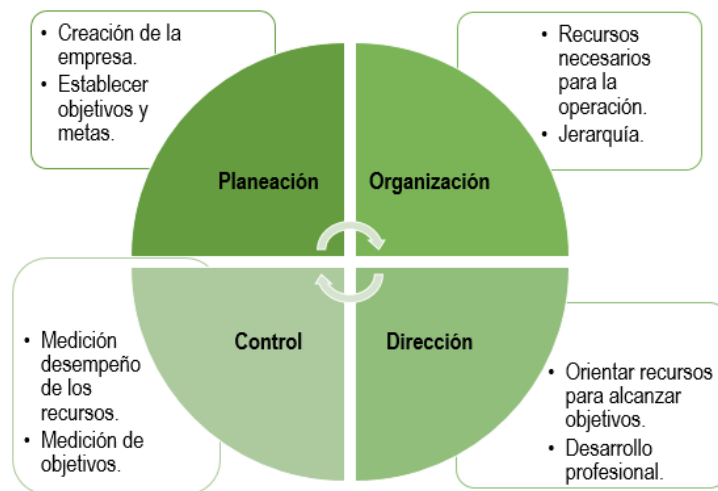 • Creación de la
empresa.
• Establecer
objetivos y
metas.
• Recursos
necesarios
para la
operación.
• Jerarquía.
Planeación
Organización
Control
Dirección
• Medición
desempeño
de los
recursos.
• Medición de
objetivos.
• Orientar recursos
para alcanzar
objetivos.
• Desarrollo
profesional.